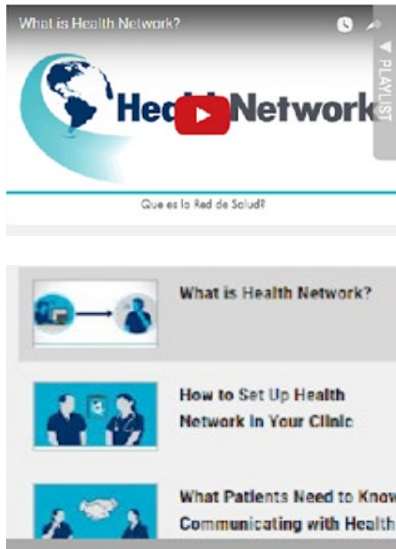 What is Health Network?
PLAYLIST
Health Network
Que es la Red de Salud?
What is Health Network?
How to Set Up Health
Network in Your Clinic
What Patients Need to Know
Communicating with Health